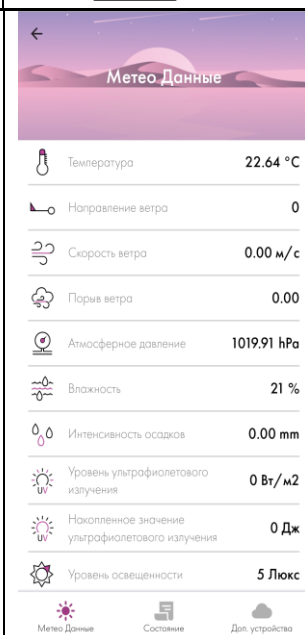 Метео Данные
Температура 22.64 °C
Направление ветра 0
Скорость ветра 0.00 м/с
Порыв ветра 0.00
Атмосферное давление 1019.91 hPa
Влажность 21 %
Интенсивность осадков 0.00 mm
Уровень ультрафиолетового
излучения 0 Вт/м2
UV
Накопленное значение
ультрафиолетового излучения 0 Дж
UV
Уровень освещенности 5 Люкс
Метео Данные Состояние Доп. устройства